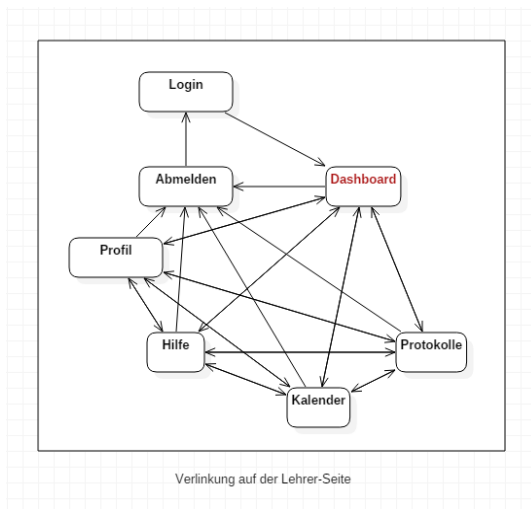 Login
Abmelden
Dashboard
Profil
Hilfe
Protokolle
Kalender
Verlinkung auf der Lehrer-Seite